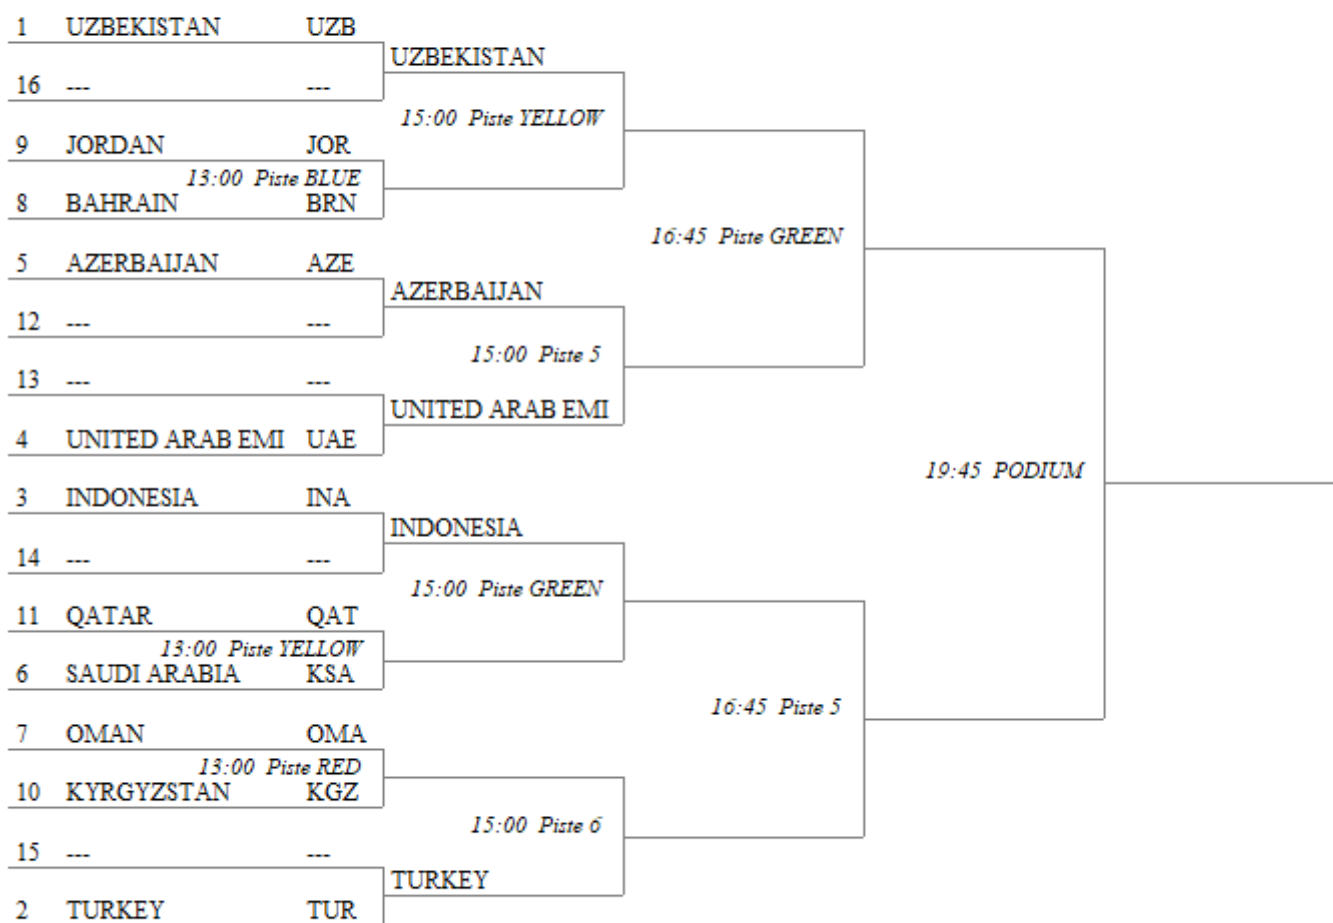 1 UZBEKISTAN UZB
UZBEKISTAN
16 --- ---
15:00 Piste YELLOW
9 JORDAN JOR
13:00 Piste BLUE
8 BAHRAIN BRN
16:45 Piste GREEN
5 AZERBAIJAN AZE
AZERBAIJAN
12 --- ---
15:00 Piste 5
13 --- ---
UNITED ARAB EMI
4 UNITED ARAB EMI UAE
19:45 PODIUM
3 INDONESIA INA
INDONESIA
14 --- ---
15:00 Piste GREEN
11 QATAR QAT
13:00 Piste YELLOW
6 SAUDI ARABIA KSA
16:45 Piste 5
7 OMAN OMA
13:00 Piste RED
10 KYRGYZSTAN KGZ
15:00 Piste 6
15 --- ---
TURKEY
2 TURKEY TUR